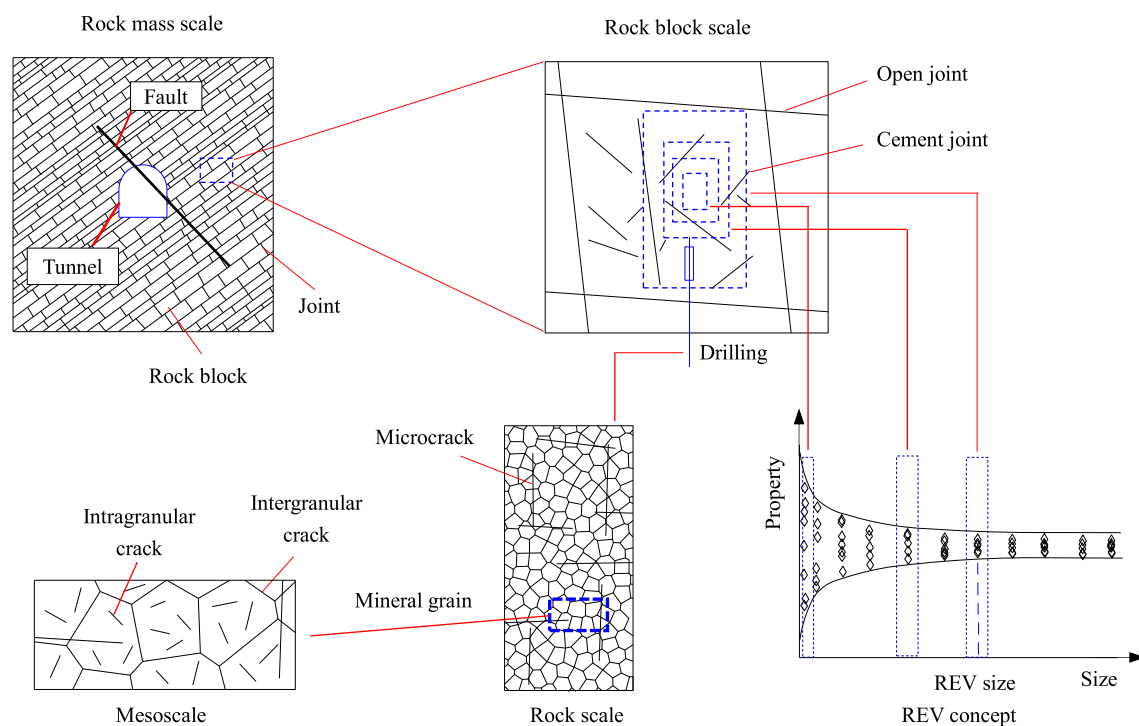 Rock mass scale
Fault
Tunnel
Joint
Rock block
Rock block scale
Open joint
Cement joint
Drilling
Microcrack
Intergranular
crack
Intragranular
crack
Mineral grain
Mesoscale
Rock scale
Property
REV size
Size
REV concept